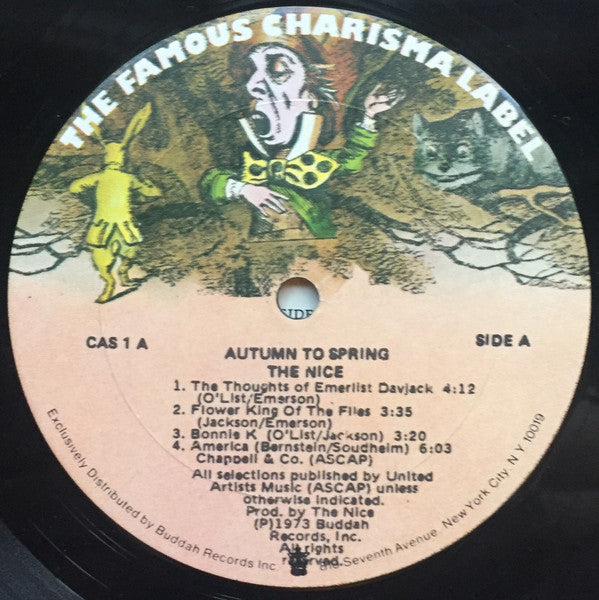 THE FAMOUS CHARISMA LABEL
SIDE
CAS 1 A
SIDE A
AUTUMN TO SPRING
THE NICE
1. The Thoughts of Emerlist Davjack 4:12
(O'List/Emerson)
2. Flower King Of The Flies 3:35
(Jackson/Emerson)
3. Bonnie K (O'List/Jackson) 3:20
4. America (Bernstein/Soudheim) 6:03
Chappell & Co. (ASCAP)
All selections published by United
Artists Music (ASCAP) unless
otherwise indicated.
Prod. by The Nice
(P)1973 Buddah
Records, Inc.
All rights
Exclusively Distributed by Buddah Records Inc. Seventh Avenue, New York City, N Y 10019